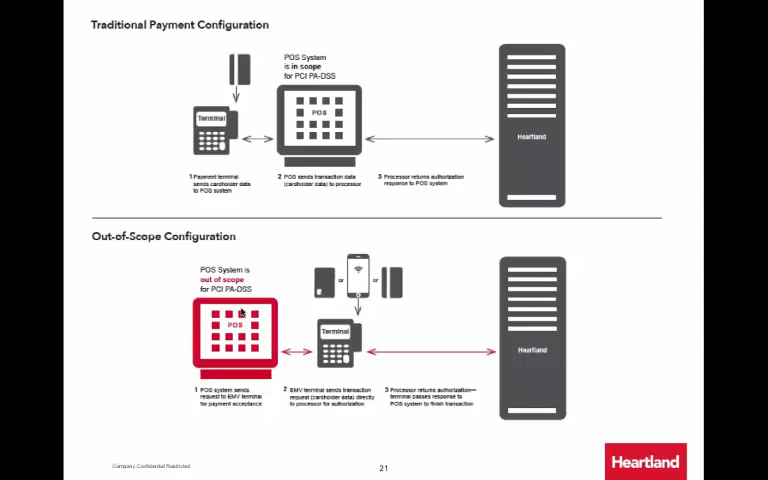 Traditional Payment Configuration
POS System
is in scope
for PCI PA-DSS
Terminal
POS
Heartland
1 Payment terminal
sends cardholder data
to POS system
2 POS sends transaction data
(cardholder data) to processor
3 Processor returns authorization
response to POS system
Out-of-Scope Configuration
POS System is
out of scope
for PCI PA-DSS
or
or
POS
Terminal
Heartland
1 POS system sends
request to EMV terminal
for payment acceptance
2 EMV terminal sends transaction
request (cardholder data) directly
to processor for authorization
3 Processor returns authorization—
terminal passes response to
POS system to finish transaction
Company Confidential Restricted
21
Heartland